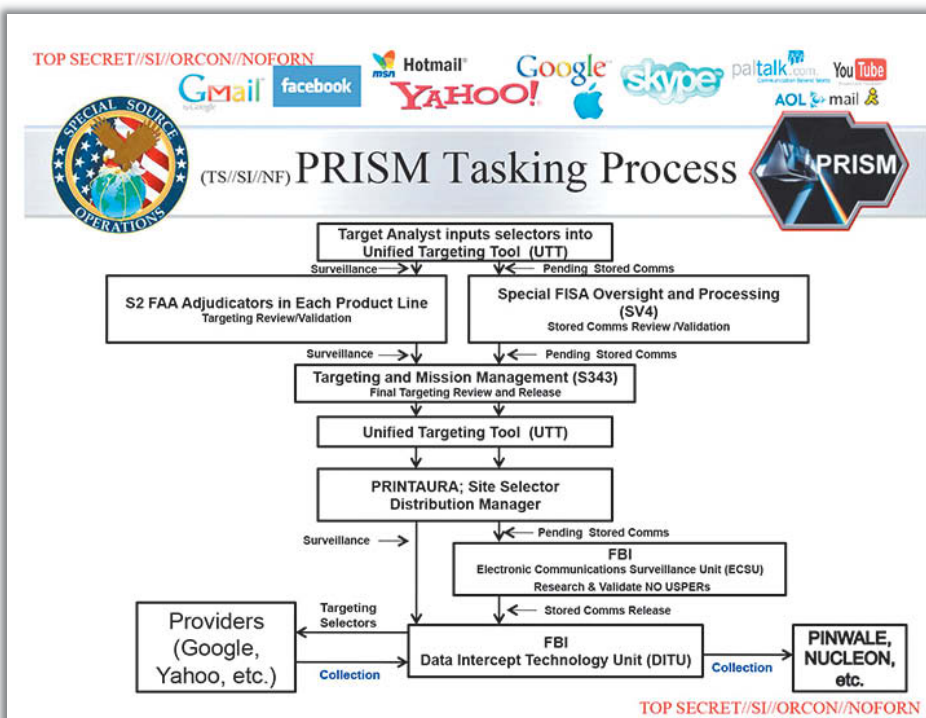 TOP SECRET//SI//ORCON//NOFORN
Gmail
by Google
facebook
msn Hotmail®
YAHOO!
Google
skype
paltalk.com
YouTube
AOL mail
SPECIAL SOURCE
OPERATIONS
(TS//SI//NF) PRISM Tasking Process
PRISM
Target Analyst inputs selectors into
Unified Targeting Tool (UTT)
Surveillance
Pending Stored Comms
S2 FAA Adjudicators in Each Product Line
Targeting Review/Validation
Special FISA Oversight and Processing
(SV4)
Stored Comms Review /Validation
Surveillance
Pending Stored Comms
Targeting and Mission Management (S343)
Final Targeting Review and Release
Unified Targeting Tool (UTT)
PRINTAURA; Site Selector
Distribution Manager
Surveillance
Pending Stored Comms
FBI
Electronic Communications Surveillance Unit (ECSU)
Research & Validate NO USPERs
Stored Comms Release
Providers
(Google,
Yahoo, etc.)
Targeting
Selectors
Collection
FBI
Data Intercept Technology Unit (DITU)
Collection
PINWALE,
NUCLEON,
etc.
TOP SECRET//SI//ORCON//NOFORN